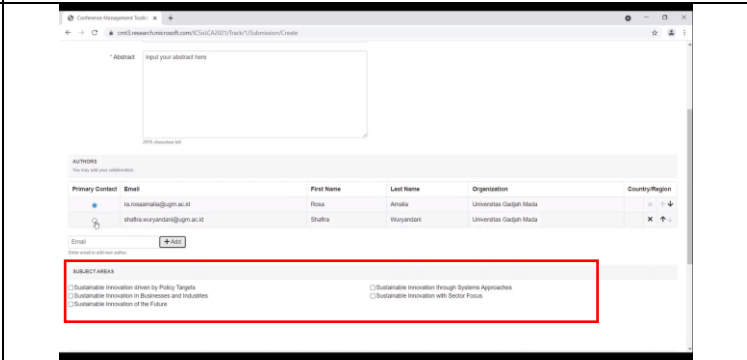 Conference Management Toolkit
cmt3.research.microsoft.com/ICSoLCA2021/Track/1/Submission/Create
* Abstract
Input your abstract here
characters left
AUTHORS
You may add your collaborators.
Primary Contact Email First Name Last Name Organization Country/Region
ra.rosaamalia@ugm.ac.id Rosa Amalia Universitas Gadjah Mada
shafira.wuryandani@ugm.ac.id Shafira Wuryandani Universitas Gadjah Mada
Email + Add
Enter email to add new author.
SUBJECT AREAS
Sustainable Innovation driven by Policy Targets Sustainable Innovation through Systems Approaches
Sustainable Innovation in Businesses and Industries Sustainable Innovation with Sector Focus
Sustainable Innovation of the Future